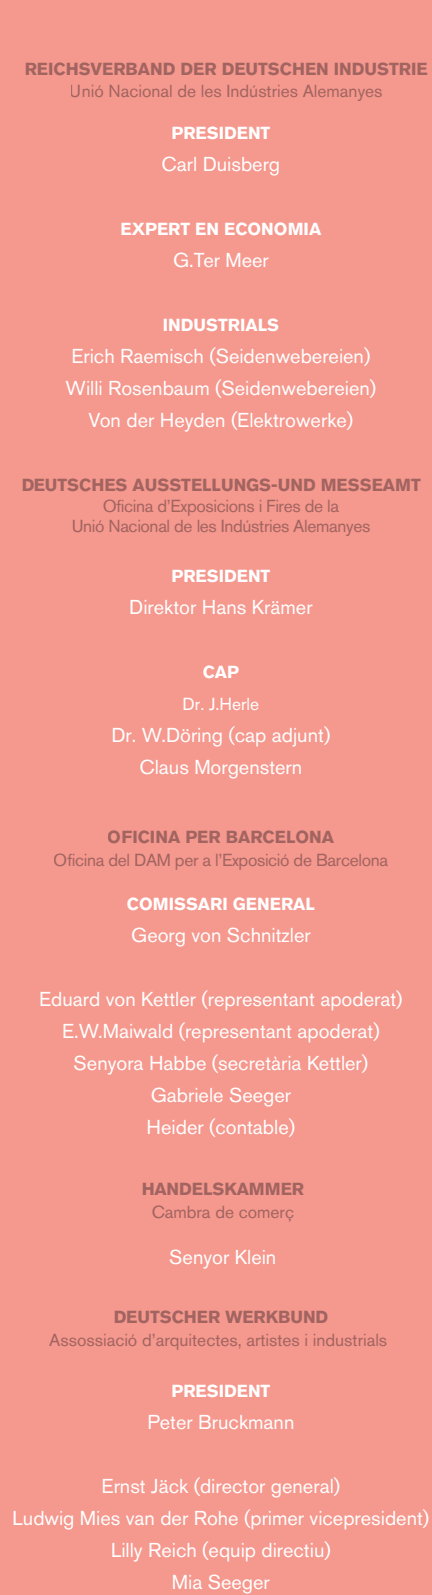 REICHSVERBAND DER DEUTSCHEN INDUSTRIE
Unió Nacional de les Indústries Alemanyes
PRESIDENT
Carl Duisberg
EXPERT EN ECONOMIA
G.Ter Meer
INDUSTRIALS
Erich Raemisch (Seidenwebereien)
Willi Rosenbaum (Seidenwebereien)
Von der Heyden (Elektrowerke)
DEUTSCHES AUSSTELLUNGS-UND MESSEAMT
Oficina d'Exposicions i Fires de la
Unió Nacional de les Indústries Alemanyes
PRESIDENT
Direktor Hans Krämer
CAP
Dr. J.Herle
Dr. W.Döring (cap adjunt)
Claus Morgenstern
OFICINA PER BARCELONA
Oficina del DAM per a l'Exposició de Barcelona
COMISSARI GENERAL
Georg von Schnitzler
Eduard von Kettler (representant apoderat)
E.W.Maiwald (representant apoderat)
Senyora Habbe (secretària Kettler)
Gabriele Seeger
Heider (contable)
HANDELSKAMMER
Cambra de comerç
Senyor Klein
DEUTSCHER WERKBUND
Assossiació d'arquitectes, artistes i industrials
PRESIDENT
Peter Bruckmann
Ernst Jäck (director general)
Ludwig Mies van der Rohe (primer vicepresident)
Lilly Reich (equip directiu)
Mia Seeger